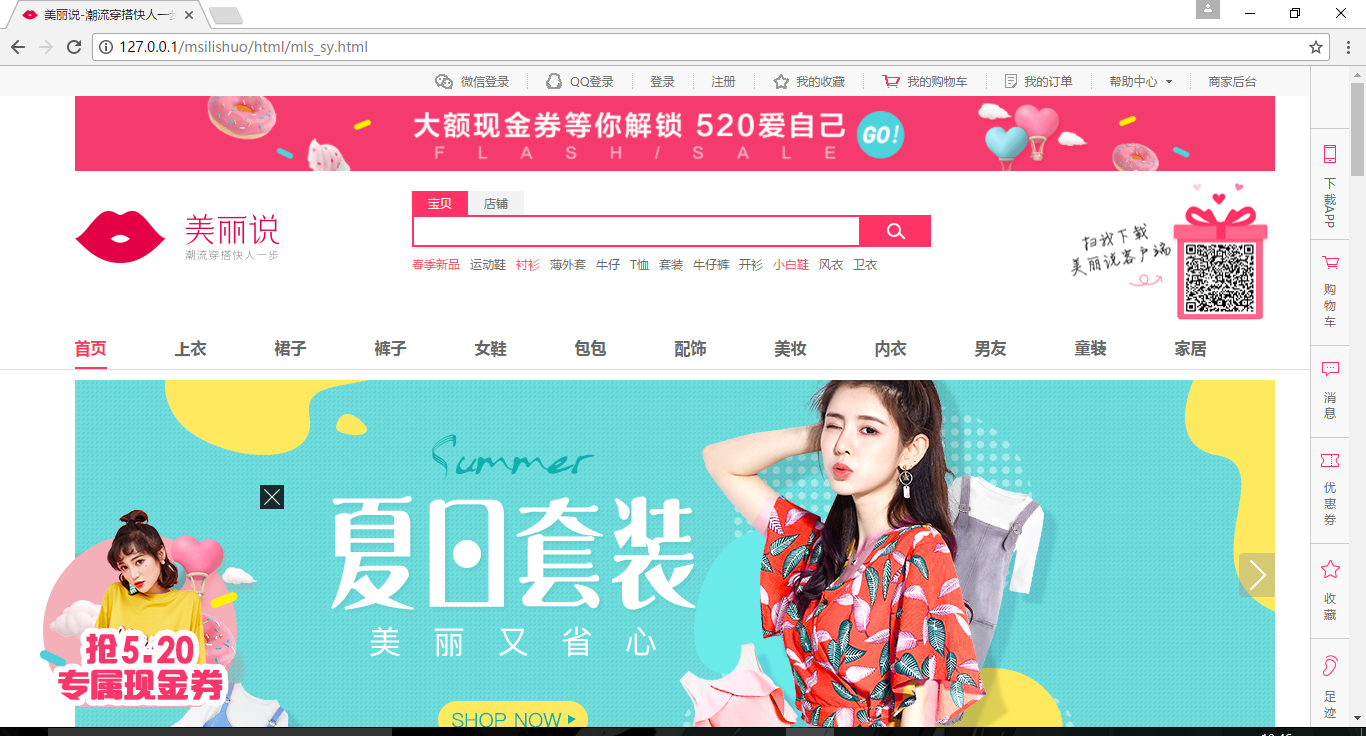 美丽说-潮流穿搭快人一步
127.0.0.1/msilishuo/html/mls_sy.html
微信登录 QQ登录 登录 注册 我的收藏 我的购物车 我的订单 帮助中心 商家后台
大额现金券等你解锁 520爱自己 GO!
FLASH/SALE
宝贝 店铺
美丽说
潮流穿搭快人一步
春季新品 运动鞋 衬衫 薄外套 牛仔 T恤 套装 牛仔裤 开衫 小白鞋 风衣 卫衣
扫我下载
美丽说客户端
首页 上衣 裙子 裤子 女鞋 包包 配饰 美妆 内衣 男友 童装 家居
Summer
夏日套装
美丽又省心
SHOP NOW
抢5.20
专属现金券
下载APP
购物车
消息
优惠券
收藏
足迹